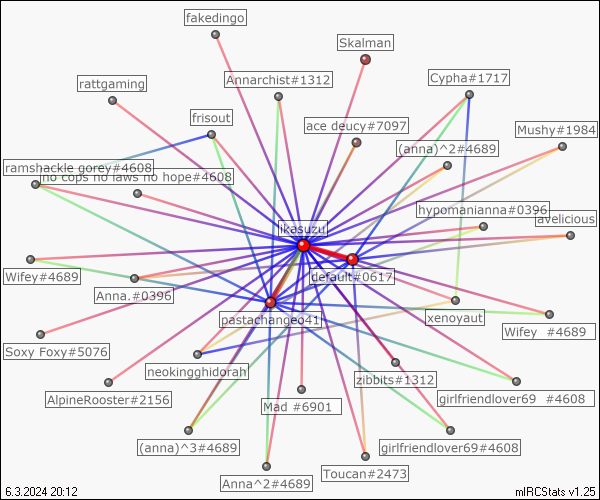 fakedingo
Skalman
Annarchist#1312
Cypha#1717
rattgaming
frisout
ace deucy#7097
Mushy#1984
(anna)^2#4689
ramshackle gorey#4608
no cops no laws no hope#4608
hypomanianna#0396
avelicious
ikasuzu
Wifey#4689
default#0617
Anna.#0396
pastachangeo41
xenoyaut
Wifey #4689
Soxy Foxy#5076
neokingghidorah
zibbits#1312
AlpineRooster#2156
Mad #6901
girlfriendlover69 #4608
(anna)^3#4689
girlfriendlover69#4608
Anna^2#4689
Toucan#2473
6.3.2024 20:12
mIRCStats v1.25